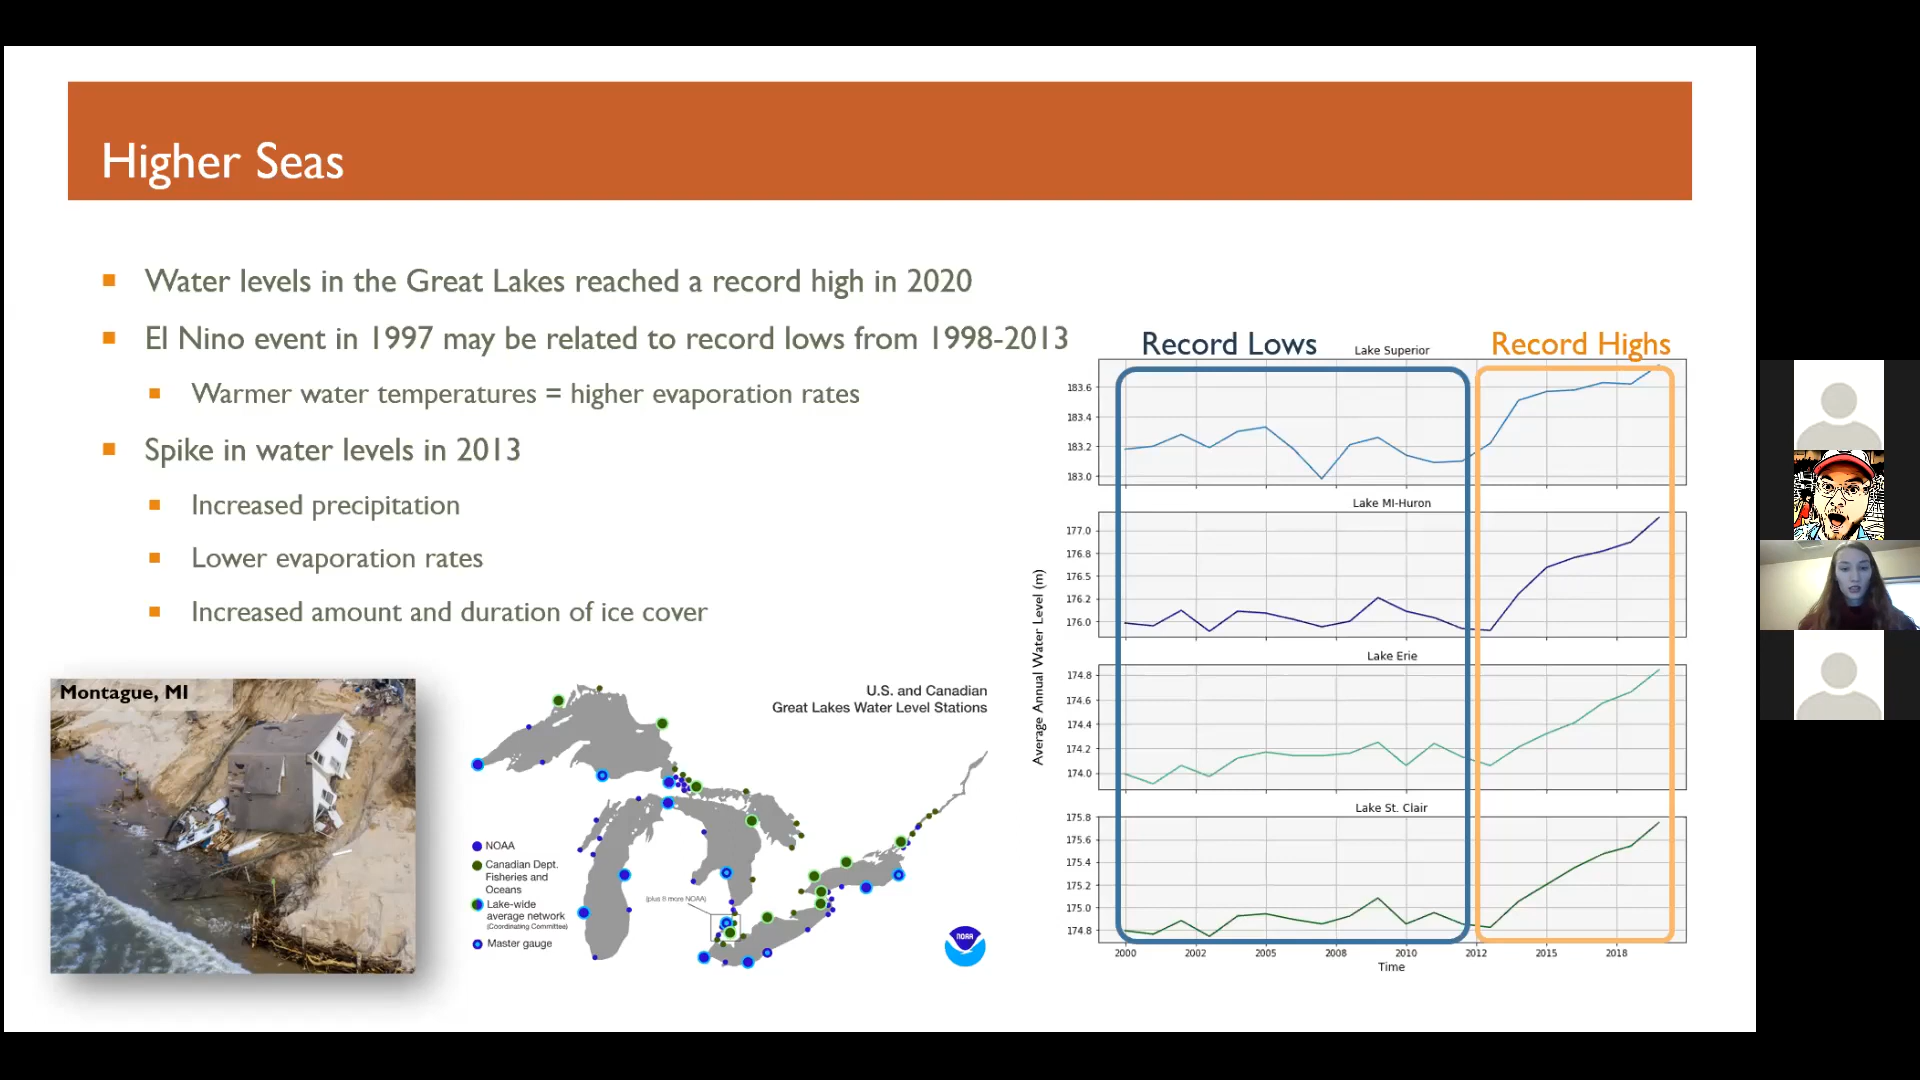 Higher Seas
Water levels in the Great Lakes reached a record high in 2020
El Nino event in 1997 may be related to record lows from 1998-2013
Warmer water temperatures = higher evaporation rates
Spike in water levels in 2013
Increased precipitation
Lower evaporation rates
Increased amount and duration of ice cover
Montague, MI
U.S. and Canadian
Great Lakes Water Level Stations
NOAA
Canadian Dept.
Fisheries and
Oceans
Lake-wide
average network
(Coordinating Committee)
Master gauge
(plus 8 more NOAA)
NOAA
Record Lows
Record Highs
Average Annual Water Level (m)
Lake Superior
183.6
183.4
183.2
183.0
Lake MI-Huron
177.0
176.8
176.5
176.2
176.0
Lake Erie
174.8
174.6
174.4
174.2
174.0
Lake St. Clair
175.8
175.6
175.4
175.2
175.0
174.8
2000 2002 2005 2008 2010 2012 2015 2018
Time